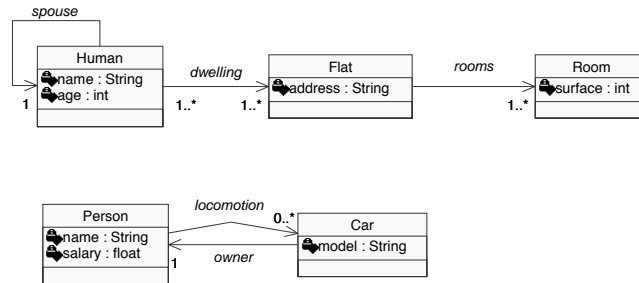 spouse
Human
name : String
age : int
1
dwelling
1..*
1..*
Flat
address : String
rooms
1..*
Room
surface : int
Person
name : String
salary : float
locomotion
0..*
1
owner
Car
model : String